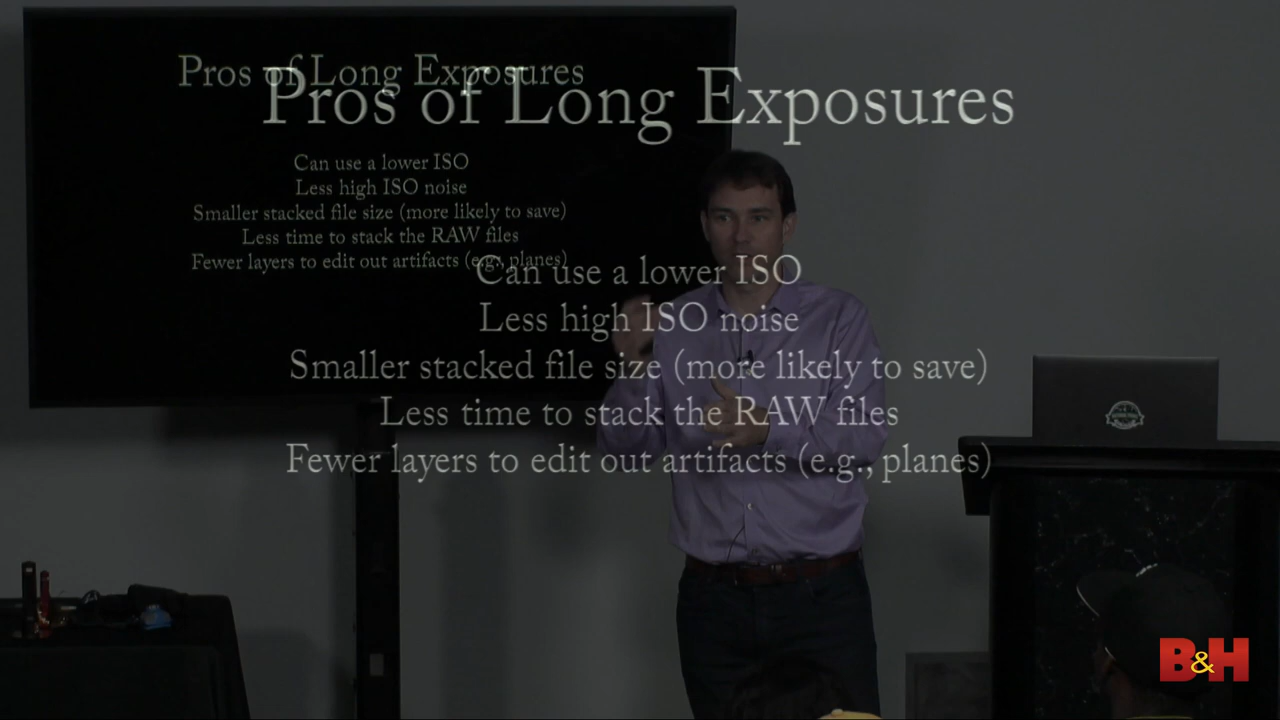 Pros of Long Exposures
Can use a lower ISO
Less high ISO noise
Smaller stacked file size (more likely to save)
Less time to stack the RAW files
Fewer layers to edit out artifacts (e.g., planes)
Pros of Long Exposures
Can use a lower ISO
Less high ISO noise
Smaller stacked file size (more likely to save)
Less time to stack the RAW files
Fewer layers to edit out artifacts (e.g., planes)
B&H